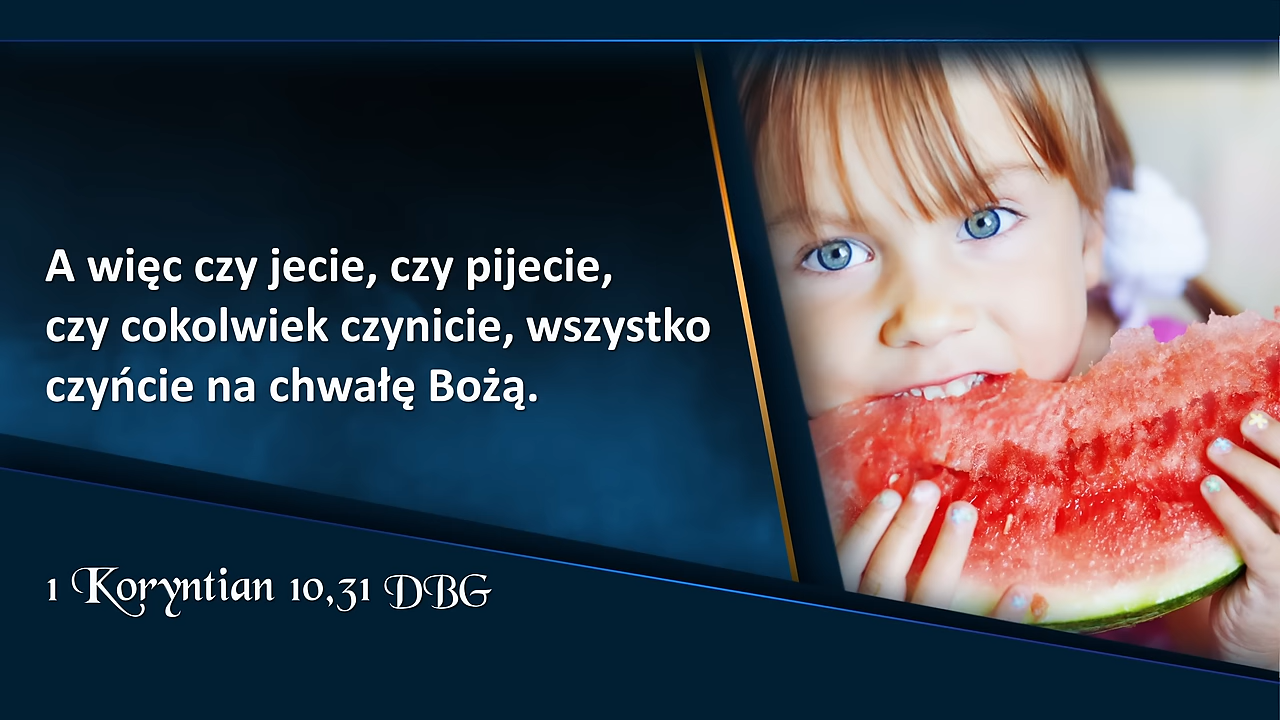 A więc czy jecie, czy pijecie,
czy cokolwiek czynicie, wszystko
czyńcie na chwałę Bożą.
1 Koryntian 10,31 DBG